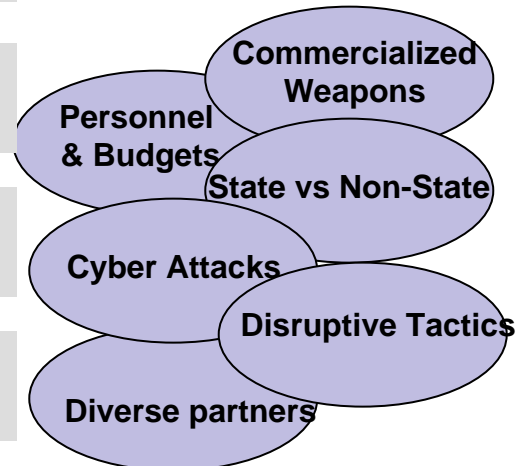 Commercialized
Weapons
Personnel
& Budgets
State vs Non-State
Cyber Attacks
Disruptive Tactics
Diverse partners